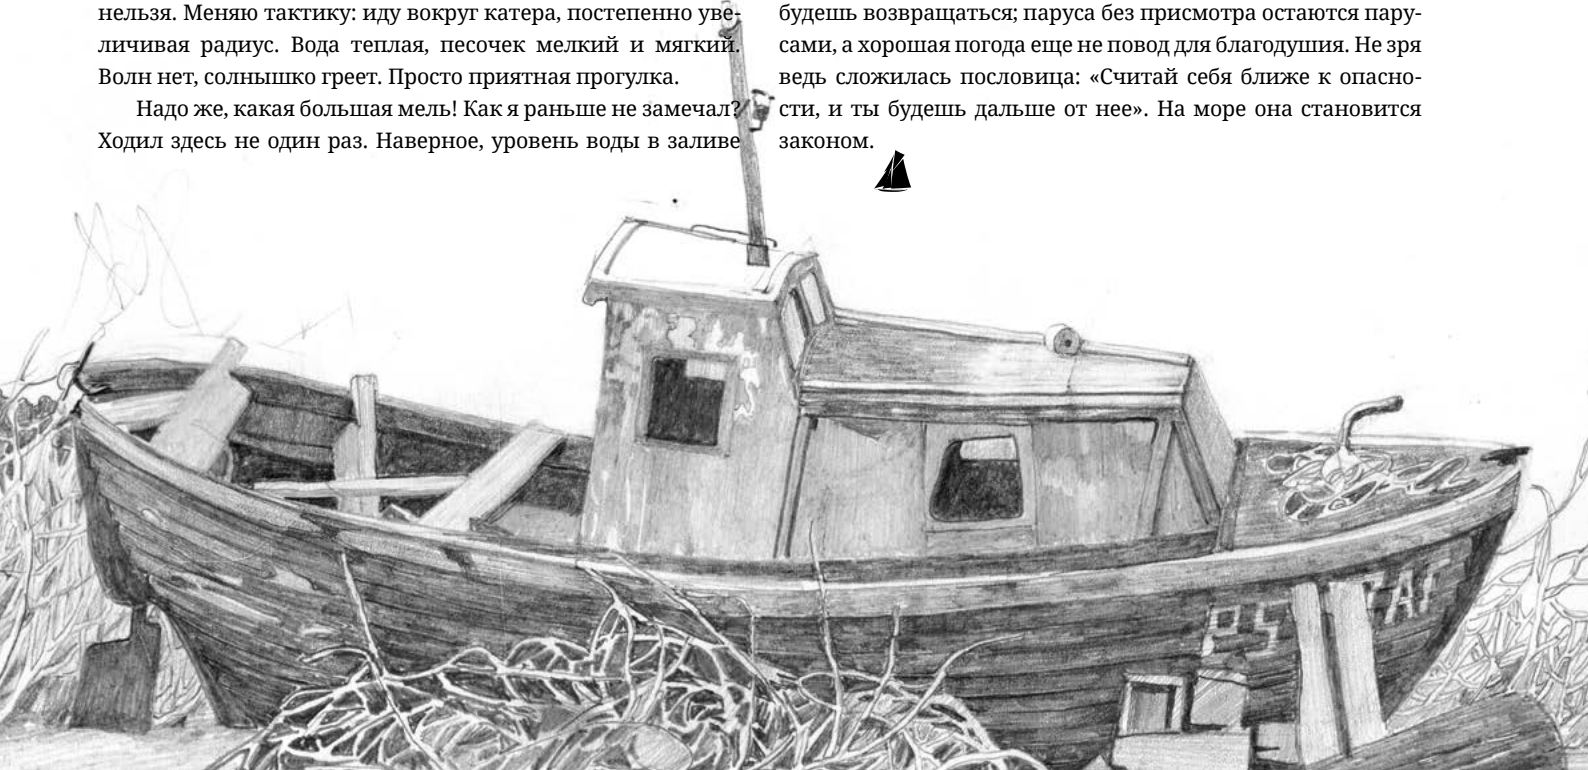 нельзя. Меняю тактику: иду вокруг катера, постепенно уве-
личивая радиус. Вода теплая, песочек мелкий и мягкий.
Волн нет, солнышко греет. Просто приятная прогулка.
Надо же, какая большая мель! Как я раньше не замечал?
Ходил здесь не один раз. Наверное, уровень воды в заливе
будешь возвращаться; паруса без присмотра остаются пару-
сами, а хорошая погода еще не повод для благодушия. Не зря
ведь сложилась пословица: «Считай себя ближе к опасно-
сти, и ты будешь дальше от нее». На море она становится
законом.